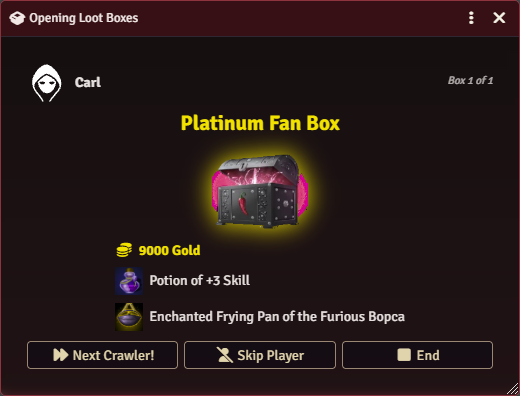 Opening Loot Boxes
Carl
Box 1 of 1
Platinum Fan Box
9000 Gold
Potion of +3 Skill
Enchanted Frying Pan of the Furious Bopca
Next Crawler!
Skip Player
End